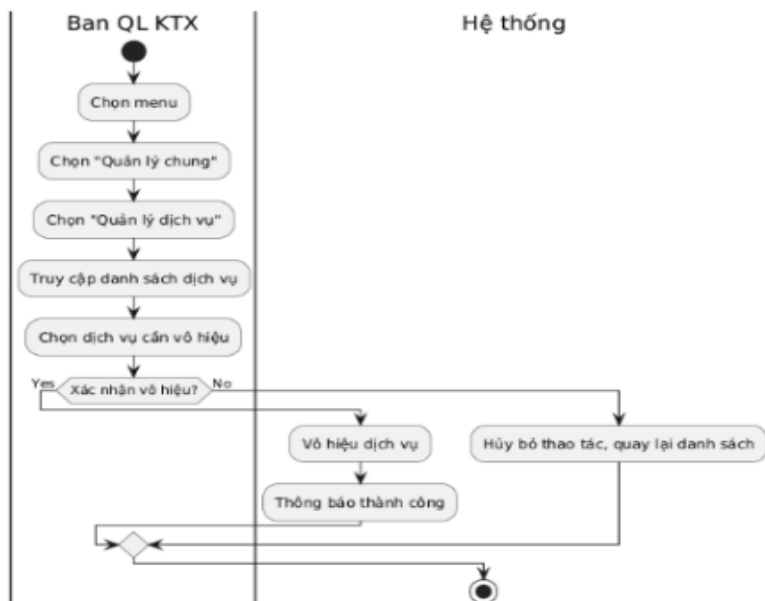 Ban QL KTX
Hệ thống
Chọn menu
Chọn "Quản lý chung"
Chọn "Quản lý dịch vụ"
Truy cập danh sách dịch vụ
Chọn dịch vụ cần vô hiệu
Yes
Xác nhận vô hiệu?
No
Vô hiệu dịch vụ
Hủy bỏ thao tác, quay lại danh sách
Thông báo thành công